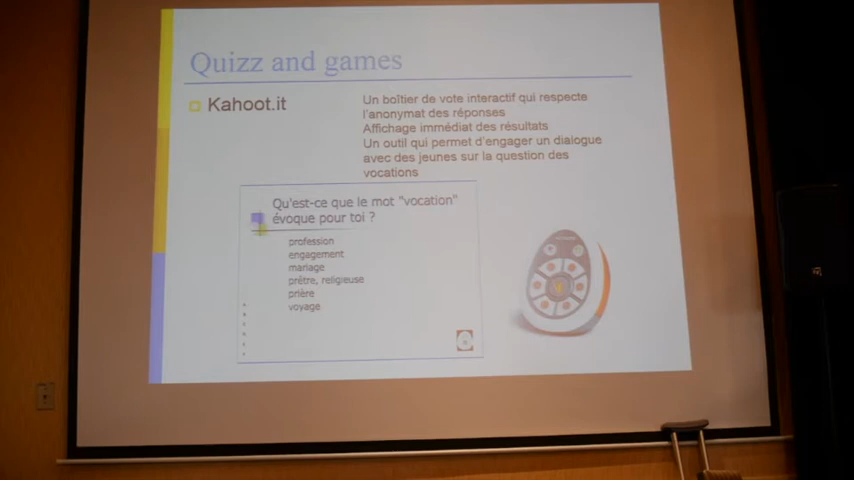 Quizz and games
Kahoot.it
Un boîtier de vote interactif qui respecte
l'anonymat des réponses
Affichage immédiat des résultats
Un outil qui permet d'engager un dialogue
avec des jeunes sur la question des
vocations
Qu'est-ce que le mot "vocation"
évoque pour toi ?
profession
engagement
mariage
prêtre, religieuse
prière
voyage